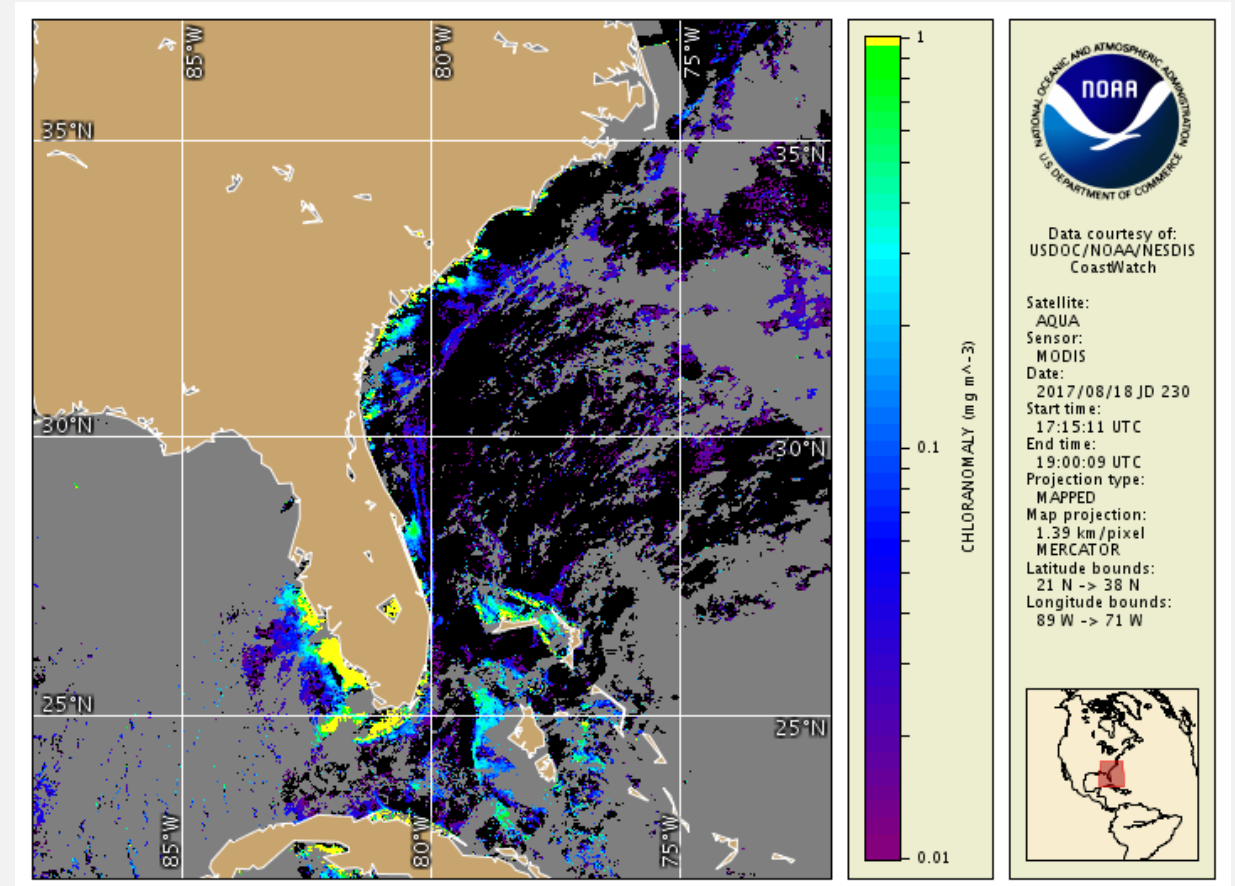 85°W
80°W
75°W
35°N
35°N
30°N
30°N
25°N
25°N
85°W
80°W
75°W
1
0.1
0.01
CHLORANOMALY (mg m^-3)
NATIONAL OCEANIC AND ATMOSPHERIC ADMINISTRATION
NOAA
U.S. DEPARTMENT OF COMMERCE
Data courtesy of:
USDOC/NOAA/NESDIS
CoastWatch
Satellite:
AQUA
Sensor:
MODIS
Date:
2017/08/18 JD 230
Start time:
17:15:11 UTC
End time:
19:00:09 UTC
Projection type:
MAPPED
Map projection:
1.39 km/pixel
MERCATOR
Latitude bounds:
21 N -> 38 N
Longitude bounds:
89 W -> 71 W